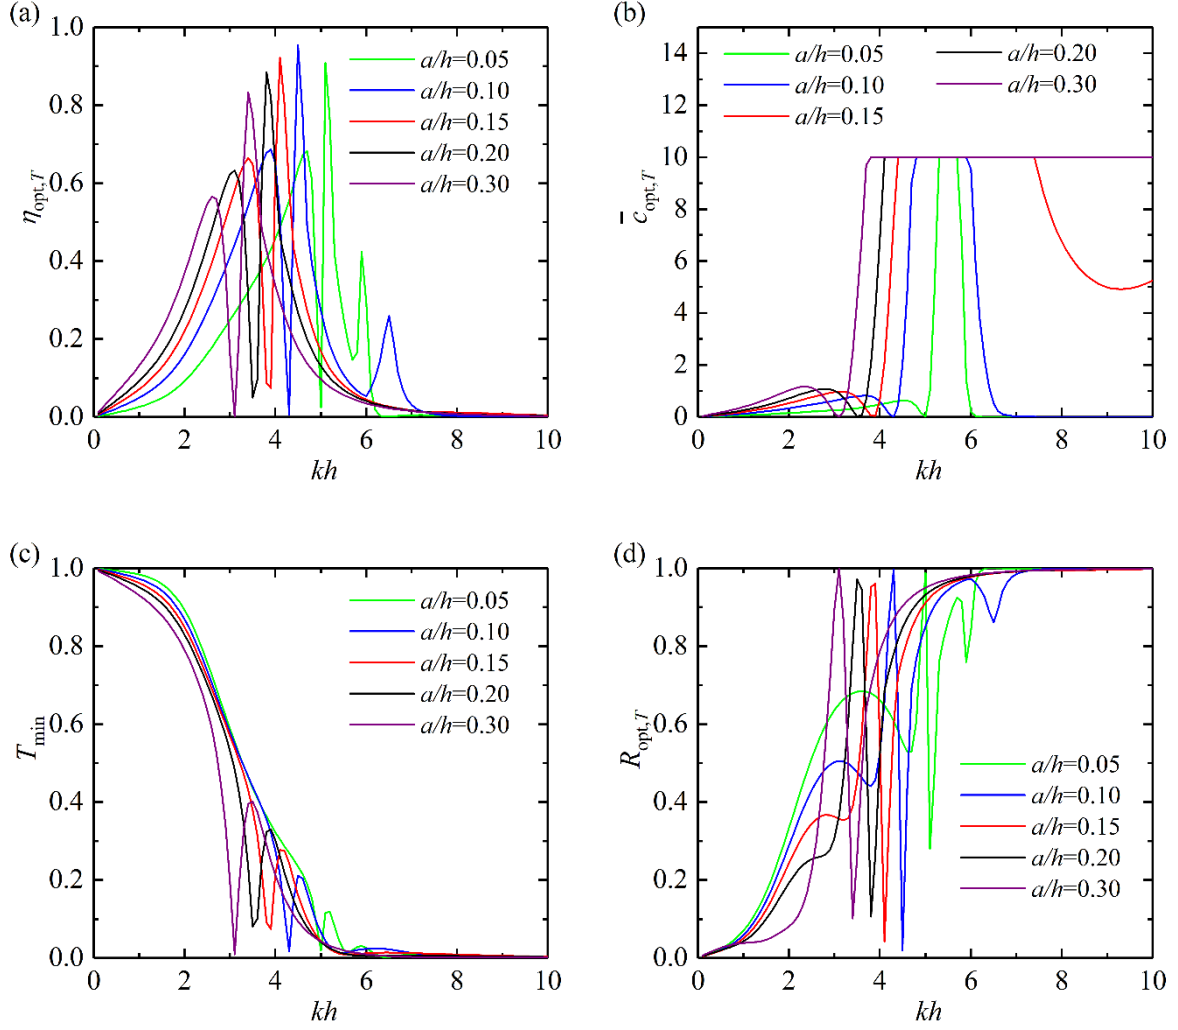 (a)
1.0
0.8
0.6
0.4
0.2
0.0
η opt,T
a/h=0.05
a/h=0.10
a/h=0.15
a/h=0.20
a/h=0.30
0 2 4 6 8 10
kh
(b)
14
12
10
8
6
4
2
0
c̄ opt,T
a/h=0.05
a/h=0.10
a/h=0.15
a/h=0.20
a/h=0.30
0 2 4 6 8 10
kh
(c)
1.0
0.8
0.6
0.4
0.2
0.0
T min
a/h=0.05
a/h=0.10
a/h=0.15
a/h=0.20
a/h=0.30
0 2 4 6 8 10
kh
(d)
1.0
0.8
0.6
0.4
0.2
0.0
R opt,T
a/h=0.05
a/h=0.10
a/h=0.15
a/h=0.20
a/h=0.30
0 2 4 6 8 10
kh